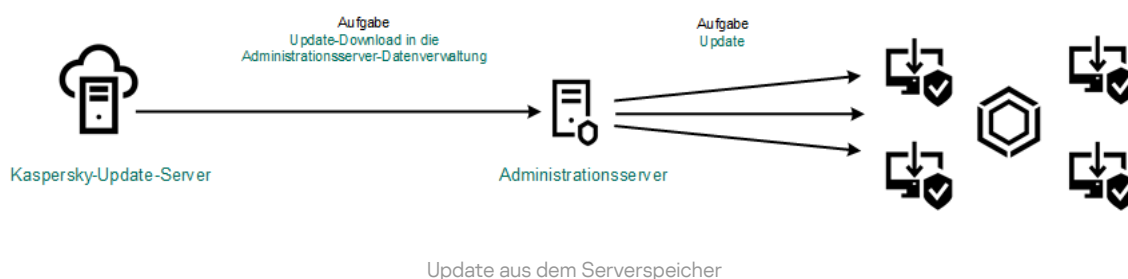 Aufgabe
Update-Download in die
Administrationsserver-Datenverwaltung
Aufgabe
Update
Kaspersky-Update-Server
Administrationsserver
Update aus dem Serverspeicher